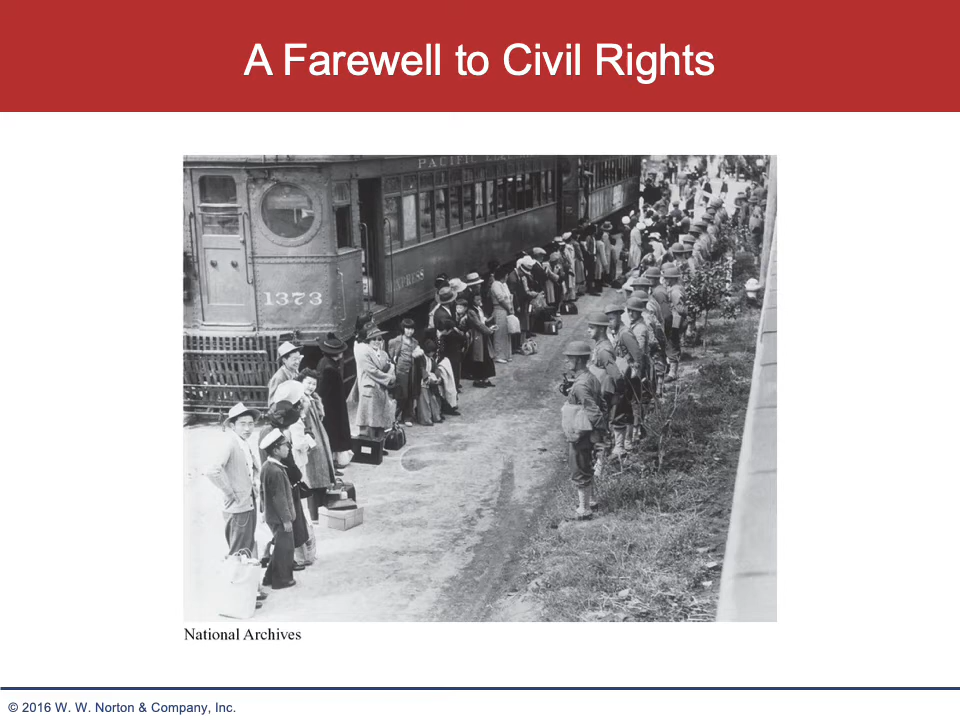 A Farewell to Civil Rights
PACIFIC
EXPRESS
1373
National Archives
© 2016 W. W. Norton & Company, Inc.